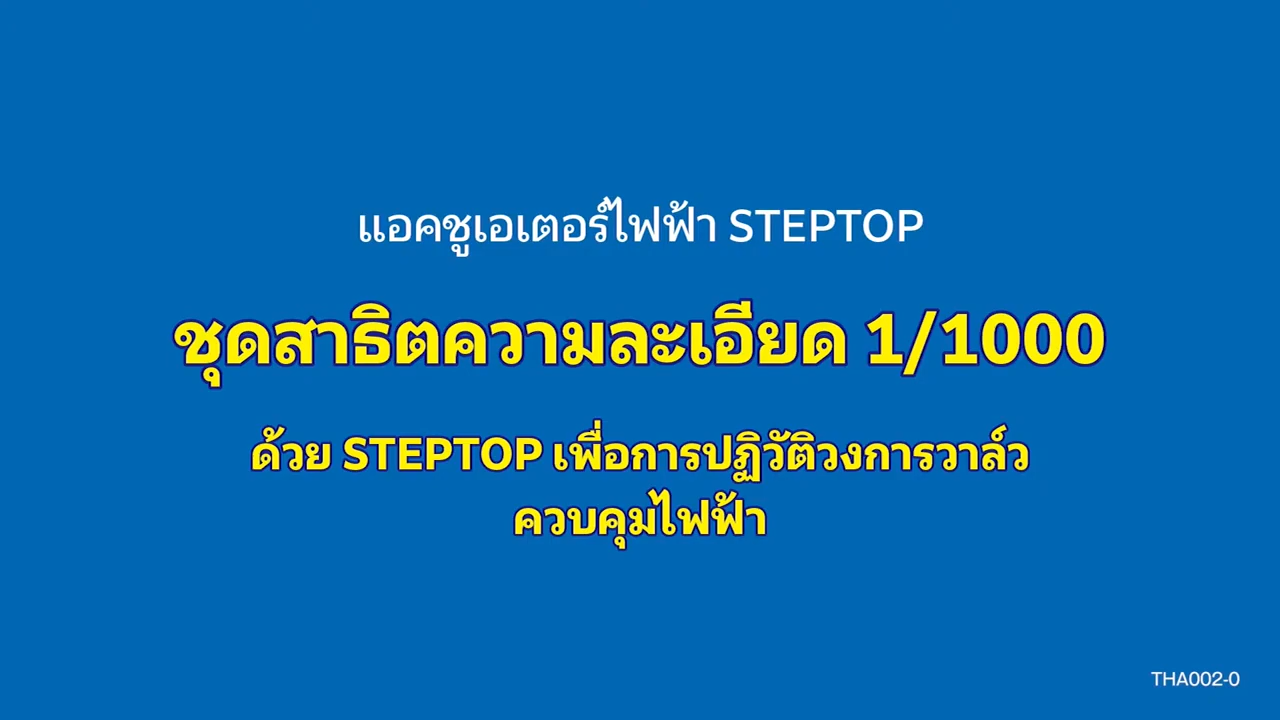 แอคชูเอเตอร์ไฟฟ้า STEPTOP
ชุดสาธิตความละเอียด 1/1000
ด้วย STEPTOP เพื่อการปฏิวัติวงการวาล์ว
ควบคุมไฟฟ้า
THA002-0